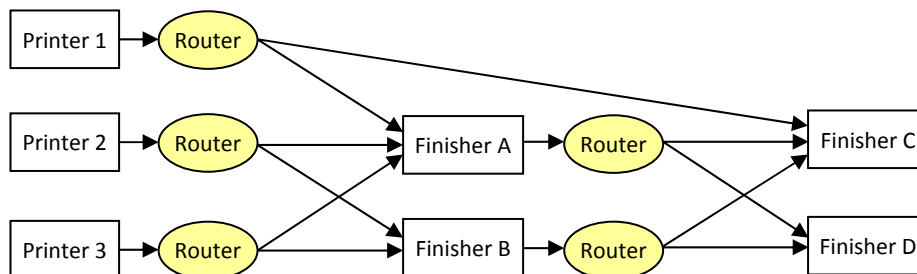 Printer 1
Router
Printer 2
Router
Finisher A
Router
Finisher C
Printer 3
Router
Finisher B
Router
Finisher D